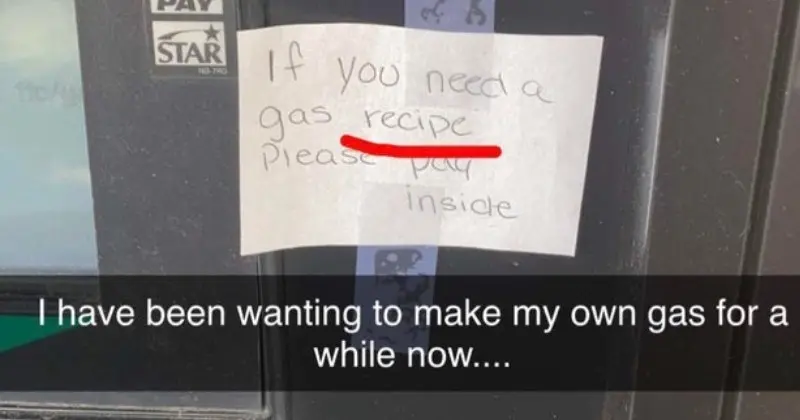 PAY
STAR
If you need a
gas recipe
Please pay
inside
I have been wanting to make my own gas for a
while now....